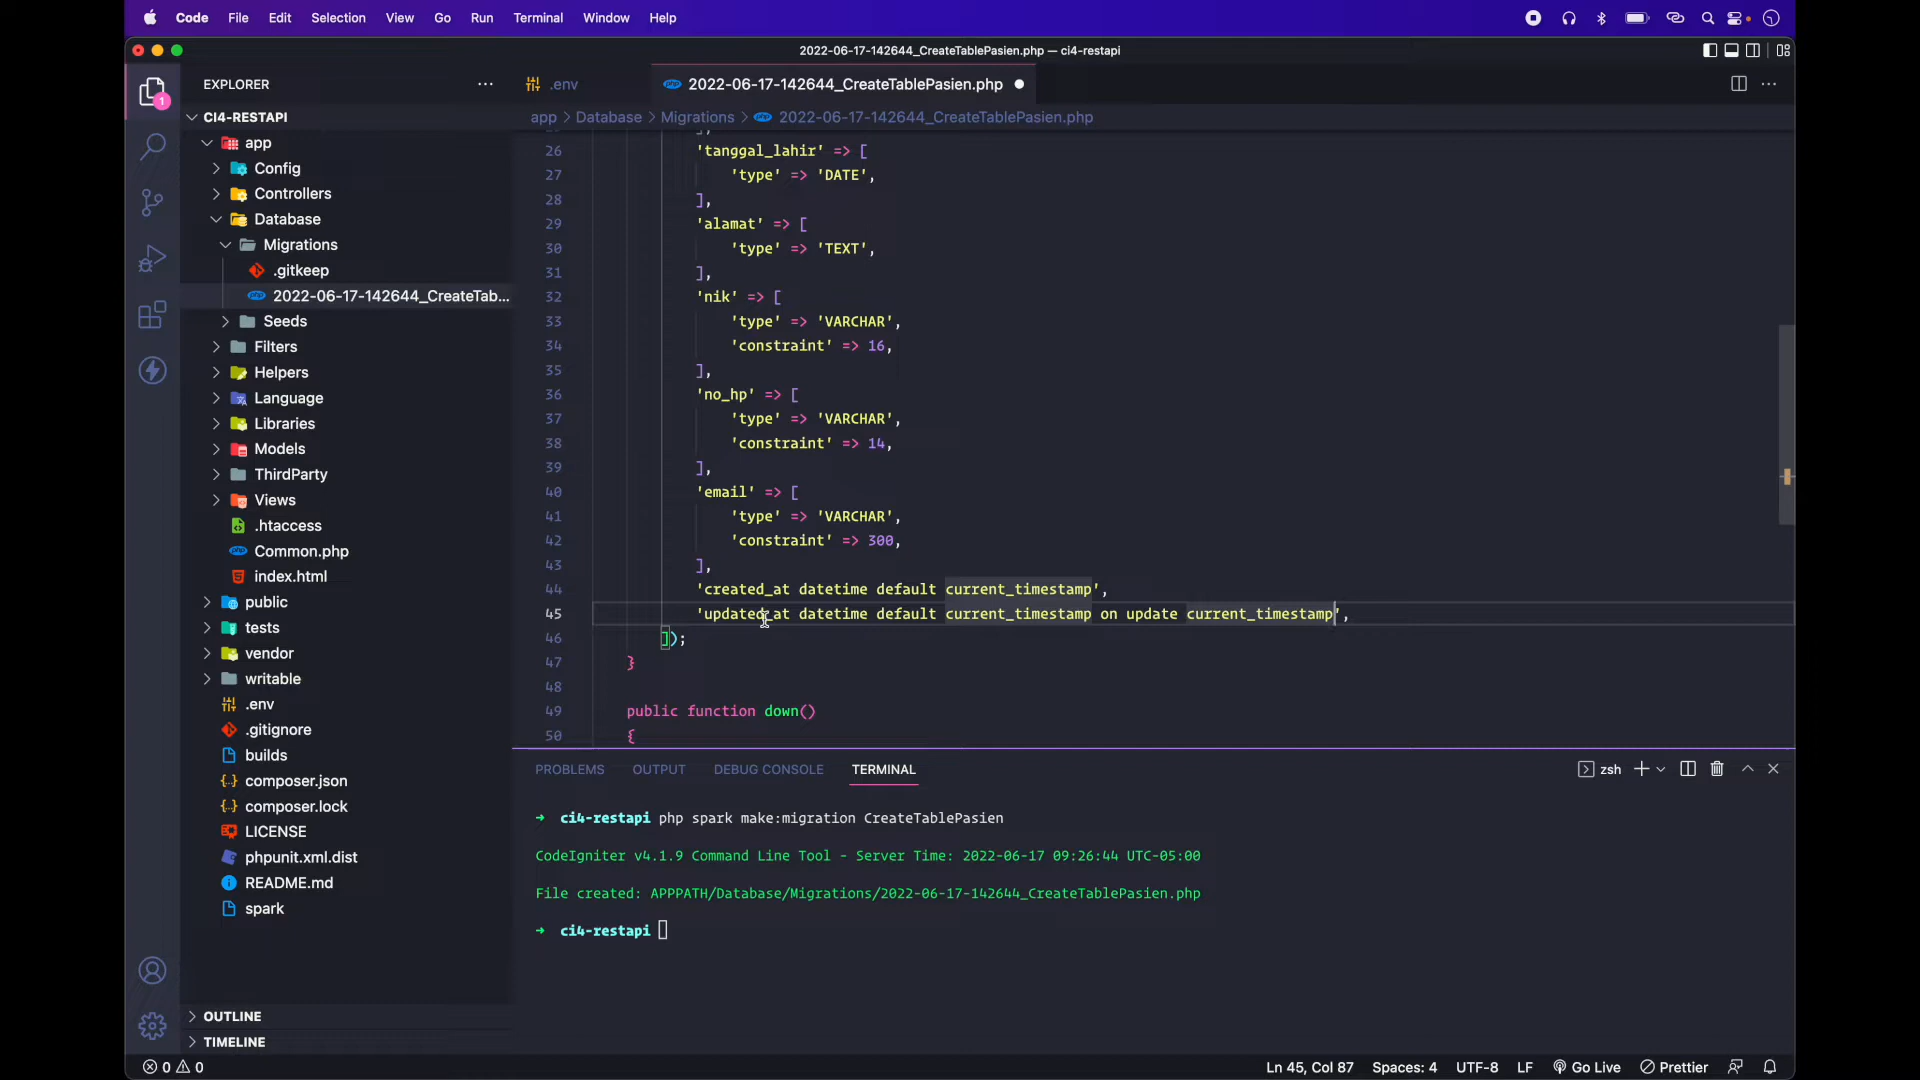 Code File Edit Selection View Go Run Terminal Window Help
2022-06-17-142644_CreateTablePasien.php — ci4-restapi
EXPLORER
1
CI4-RESTAPI
app
Config
Controllers
Database
Migrations
.gitkeep
2022-06-17-142644_CreateTab...
Seeds
Filters
Helpers
Language
Libraries
Models
ThirdParty
Views
.htaccess
Common.php
index.html
public
tests
vendor
writable
.env
.gitignore
builds
composer.json
composer.lock
LICENSE
phpunit.xml.dist
README.md
spark
OUTLINE
TIMELINE
.env
2022-06-17-142644_CreateTablePasien.php
app > Database > Migrations > 2022-06-17-142644_CreateTablePasien.php
26 'tanggal_lahir' => [
27 'type' => 'DATE',
28 ],
29 'alamat' => [
30 'type' => 'TEXT',
31 ],
32 'nik' => [
33 'type' => 'VARCHAR',
34 'constraint' => 16,
35 ],
36 'no_hp' => [
37 'type' => 'VARCHAR',
38 'constraint' => 14,
39 ],
40 'email' => [
41 'type' => 'VARCHAR',
42 'constraint' => 300,
43 ],
44 'created_at datetime default current_timestamp',
45 'updated_at datetime default current_timestamp on update current_timestamp',
46 ]);
47 }
48
49 public function down()
50 {
PROBLEMS OUTPUT DEBUG CONSOLE TERMINAL
zsh
→ ci4-restapi php spark make:migration CreateTablePasien
CodeIgniter v4.1.9 Command Line Tool - Server Time: 2022-06-17 09:26:44 UTC-05:00
File created: APPPATH/Database/Migrations/2022-06-17-142644_CreateTablePasien.php
→ ci4-restapi
0 0
Ln 45, Col 87 Spaces: 4 UTF-8 LF Go Live Prettier